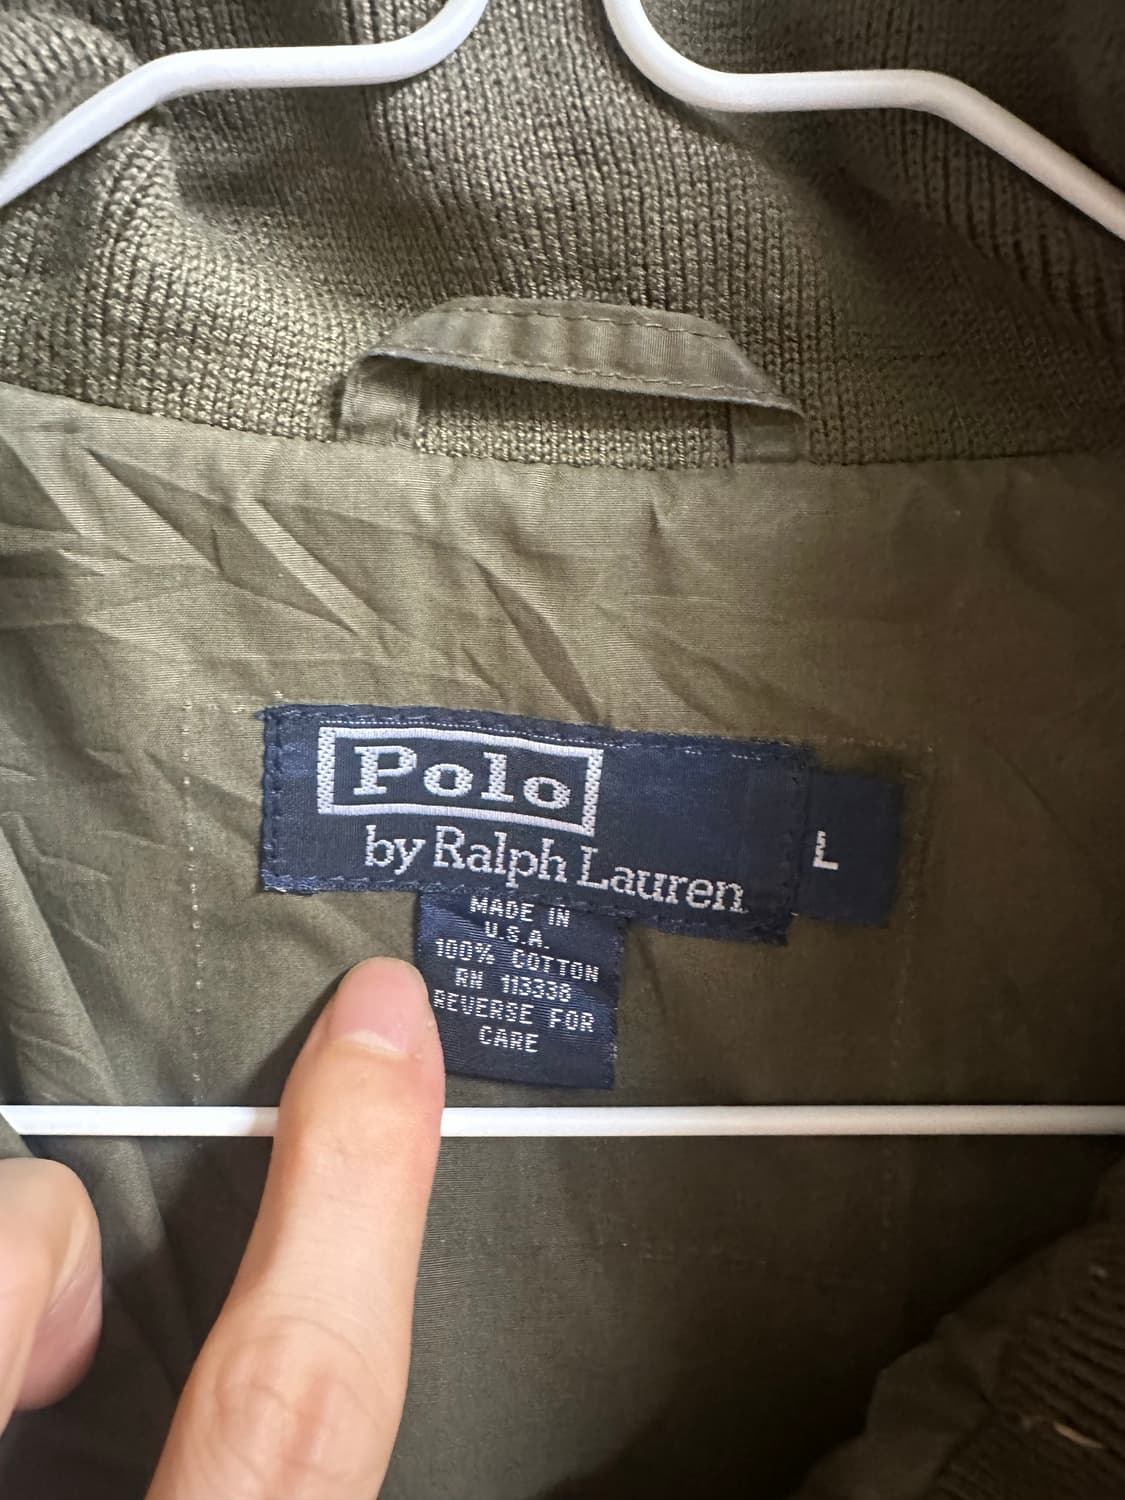 Polo
by Ralph Lauren
L
MADE IN
U.S.A.
100% COTTON
RN 113338
REVERSE FOR
CARE